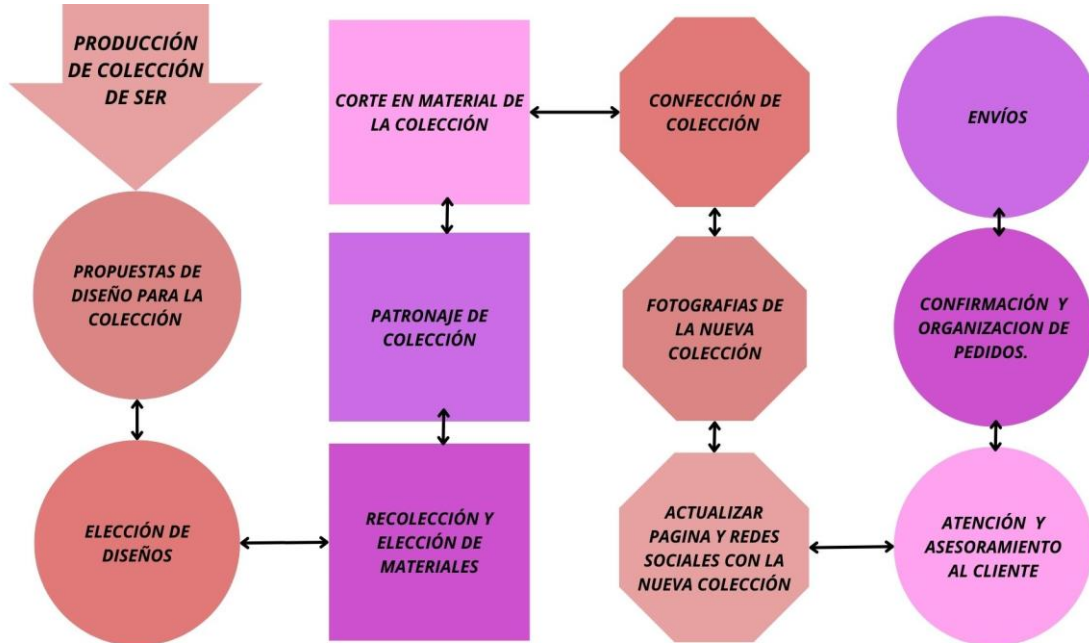 PRODUCCIÓN
DE COLECCIÓN
DE SER
PROPUESTAS DE
DISEÑO PARA LA
COLECCIÓN
ELECCIÓN DE
DISEÑOS
RECOLECCIÓN Y
ELECCIÓN DE
MATERIALES
PATRONAJE DE
COLECCIÓN
CORTE EN MATERIAL DE
LA COLECCIÓN
CONFECCIÓN DE
COLECCIÓN
FOTOGRAFIAS DE
LA NUEVA
COLECCIÓN
ACTUALIZAR
PAGINA Y REDES
SOCIALES CON LA
NUEVA COLECCIÓN
ATENCIÓN Y
ASESORAMIENTO
AL CLIENTE
CONFIRMACIÓN Y
ORGANIZACION DE
PEDIDOS.
ENVÍOS